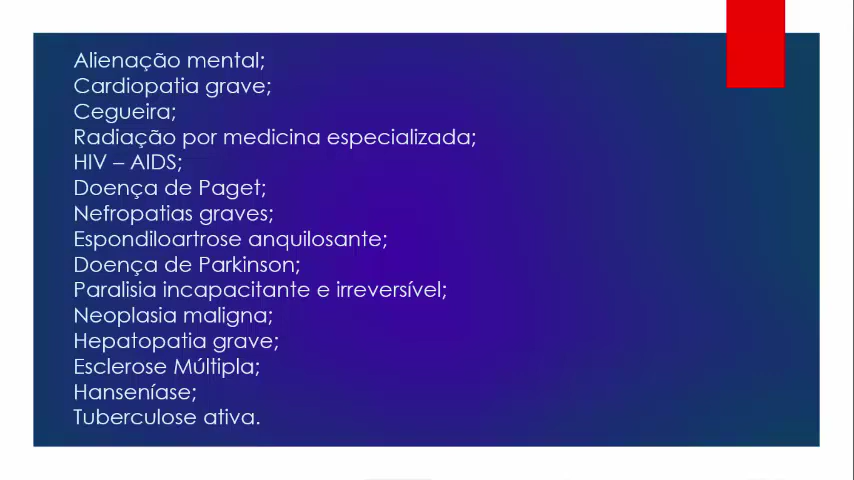 Alienação mental;
Cardiopatia grave;
Cegueira;
Radiação por medicina especializada;
HIV – AIDS;
Doença de Paget;
Nefropatias graves;
Espondiloartrose anquilosante;
Doença de Parkinson;
Paralisia incapacitante e irreversível;
Neoplasia maligna;
Hepatopatia grave;
Esclerose Múltipla;
Hanseníase;
Tuberculose ativa.